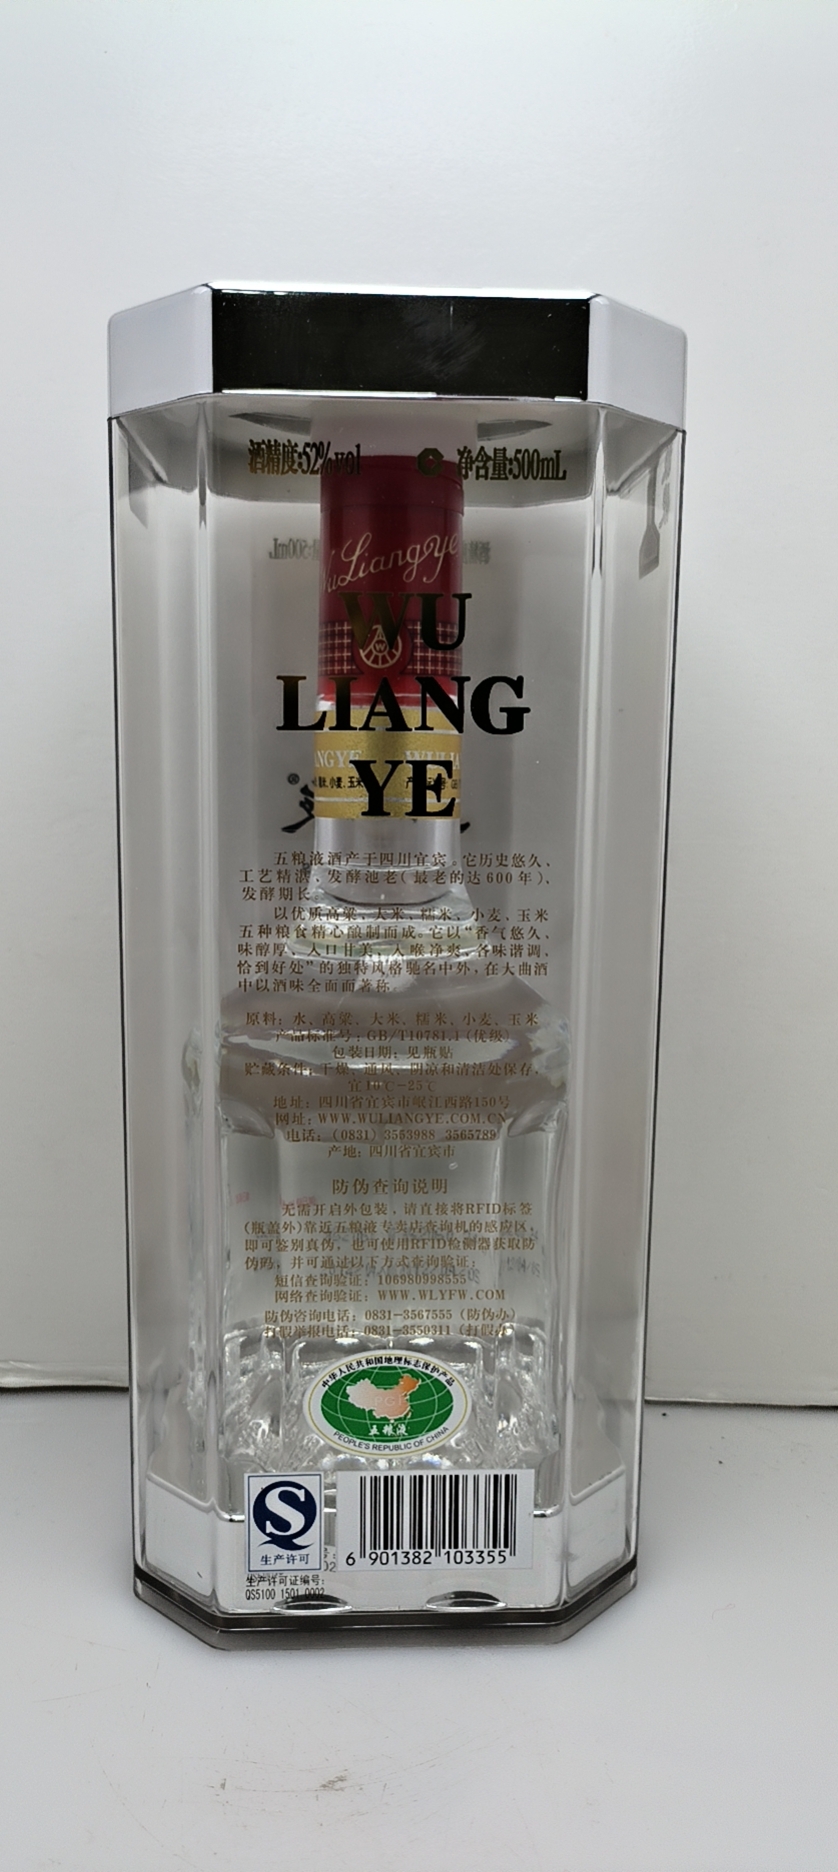 酒精度:52%vol 净含量:500mL
WuLiangye
WU
LIANG
YE
五粮液酒产于四川宜宾。它历史悠久、
工艺精湛、发酵池老(最老的达600年)、
发酵期长。
以优质高粱、大米、糯米、小麦、玉米
五种粮食精心酿制而成。它以“香气悠久、
味醇厚、入口甘美、入喉净爽、各味谐调、
恰到好处”的独特风格驰名中外,在大曲酒
中以酒味全面而著称。
原料:水、高粱、大米、糯米、小麦、玉米
产品标准号:GB/T10781.1(优级)
包装日期:见瓶贴
贮藏条件:干燥、通风、阴凉和清洁处保存,
宜10℃-25℃
地址:四川省宜宾市岷江西路150号
网址:WWW.WULIANGYE.COM.CN
电话:(0831)3553988 3565789
产地:四川省宜宾市
防伪查询说明
无需开启外包装,请直接将RFID标签
(瓶盖外)靠近五粮液专卖店查询机的感应区,
即可鉴别真伪,也可使用RFID检测器获取防
伪码,并可通过以下方式查询验证:
短信查询验证:106980998555
网络查询验证:WWW.WLYFW.COM
防伪咨询电话:0831-3567555(防伪办)
打假举报电话:0831-3550311(打假办)
中华人民共和国地理标志保护产品
PGI
五粮液
PEOPLE'S REPUBLIC OF CHINA
生产许可
6 901382 103355
生产许可证编号:
QS5100 1501 0002